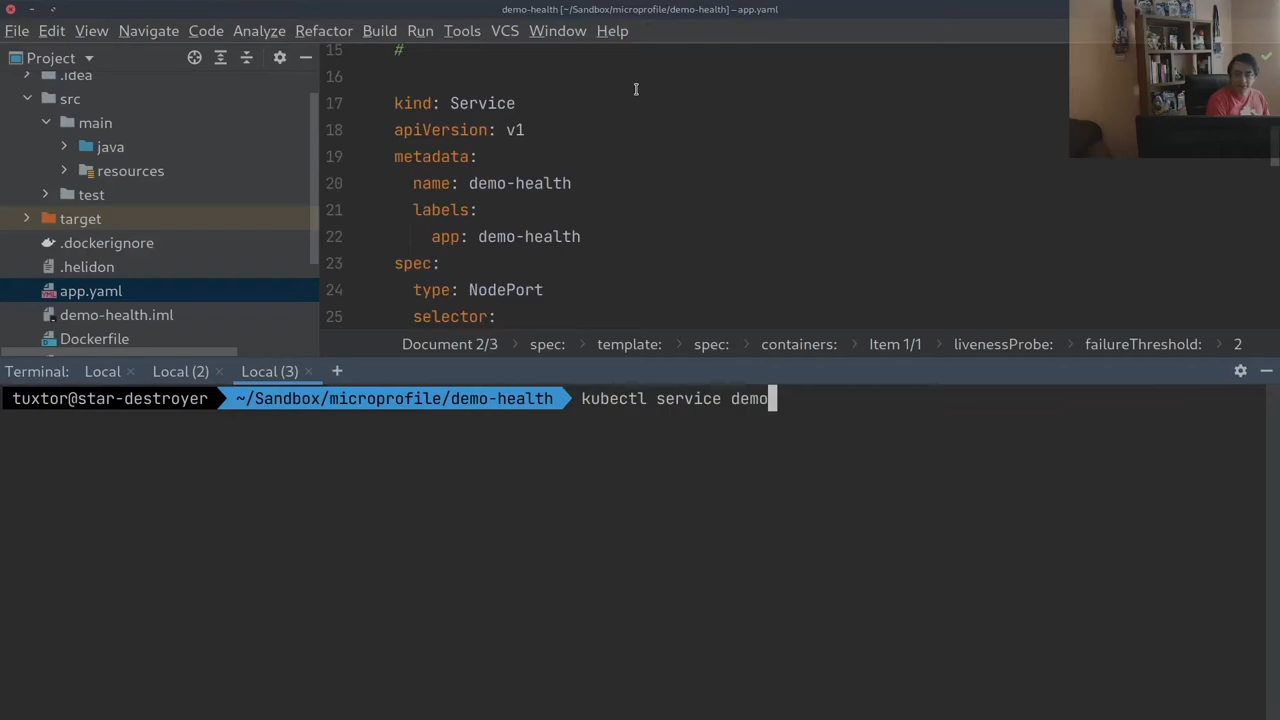 demo-health [~/Sandbox/microprofile/demo-health] – app.yaml
File Edit View Navigate Code Analyze Refactor Build Run Tools VCS Window Help
Project
.idea
src
main
java
resources
test
target
.dockerignore
.helidon
app.yaml
demo-health.iml
Dockerfile
15 #
16
17 kind: Service
18 apiVersion: v1
19 metadata:
20 name: demo-health
21 labels:
22 app: demo-health
23 spec:
24 type: NodePort
25 selector:
Document 2/3 spec: template: spec: containers: Item 1/1 livenessProbe: failureThreshold: 2
Terminal: Local Local (2) Local (3)
tuxtor@star-destroyer ~/Sandbox/microprofile/demo-health kubectl service demo